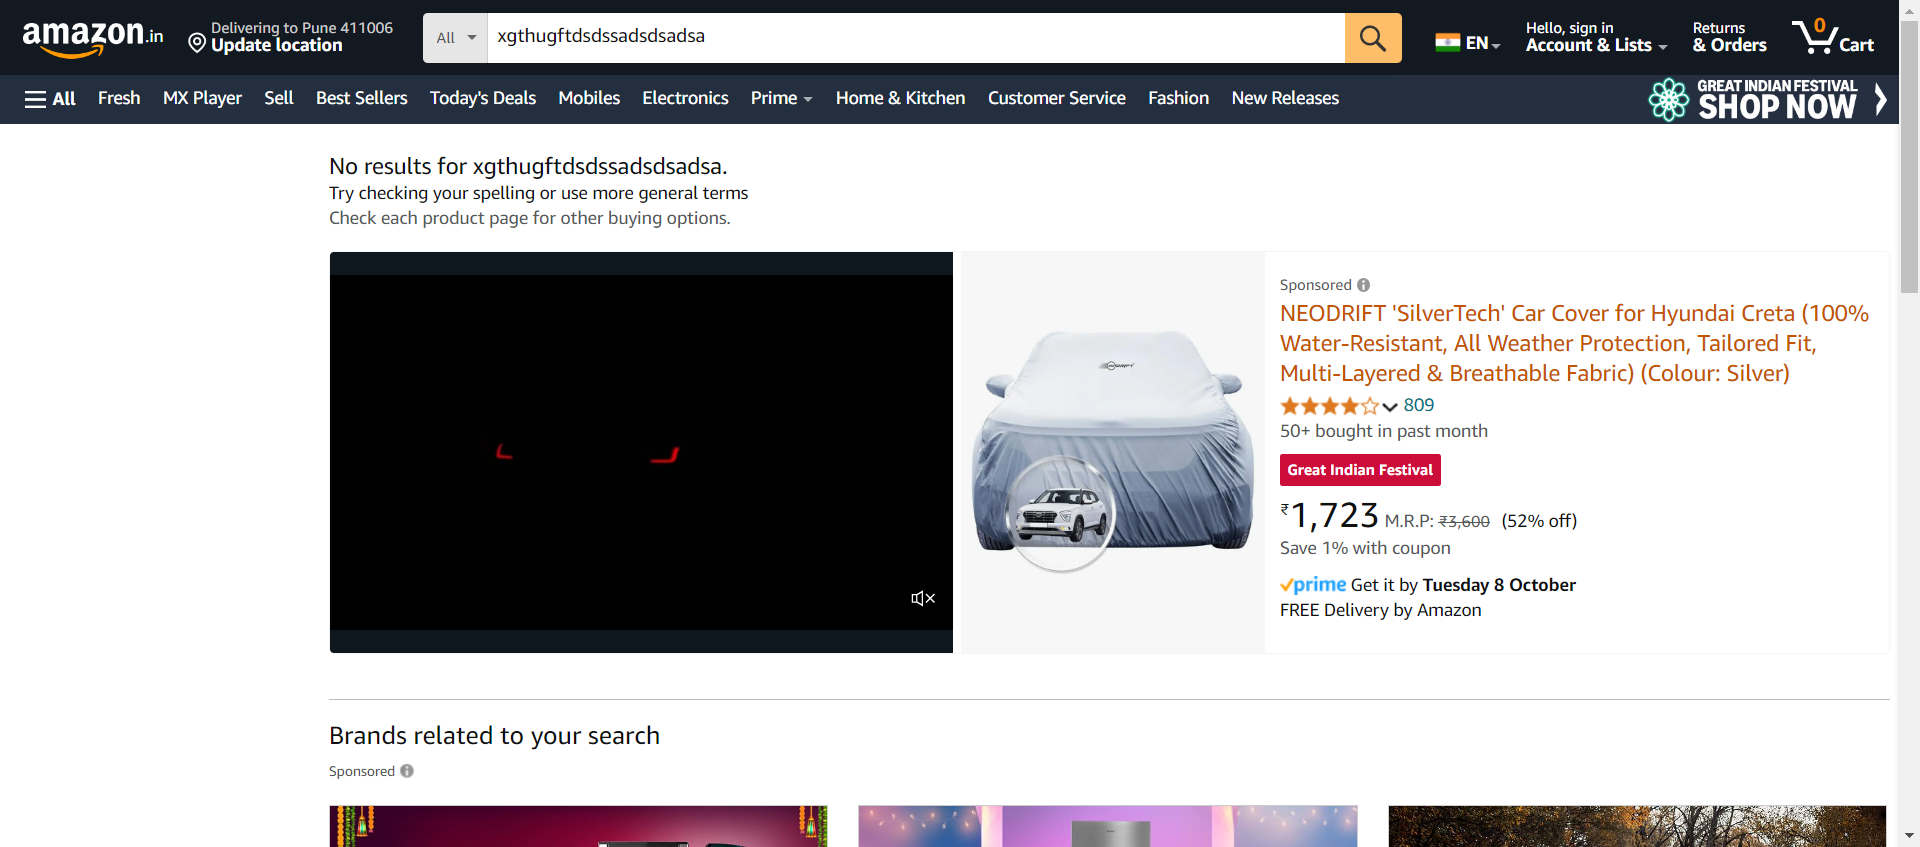 amazon.in
Delivering to Pune 411006
Update location
All
xgthugftdsdssadsdsadsa
EN
Hello, sign in
Account & Lists
Returns
& Orders
0
Cart
All
Fresh
MX Player
Sell
Best Sellers
Today's Deals
Mobiles
Electronics
Prime
Home & Kitchen
Customer Service
Fashion
New Releases
GREAT INDIAN FESTIVAL
SHOP NOW
No results for xgthugftdsdssadsdsadsa.
Try checking your spelling or use more general terms
Check each product page for other buying options.
Sponsored
NEODRIFT 'SilverTech' Car Cover for Hyundai Creta (100%
Water-Resistant, All Weather Protection, Tailored Fit,
Multi-Layered & Breathable Fabric) (Colour: Silver)
809
50+ bought in past month
Great Indian Festival
₹1,723 M.R.P: ₹3,600 (52% off)
Save 1% with coupon
prime Get it by Tuesday 8 October
FREE Delivery by Amazon
Brands related to your search
Sponsored